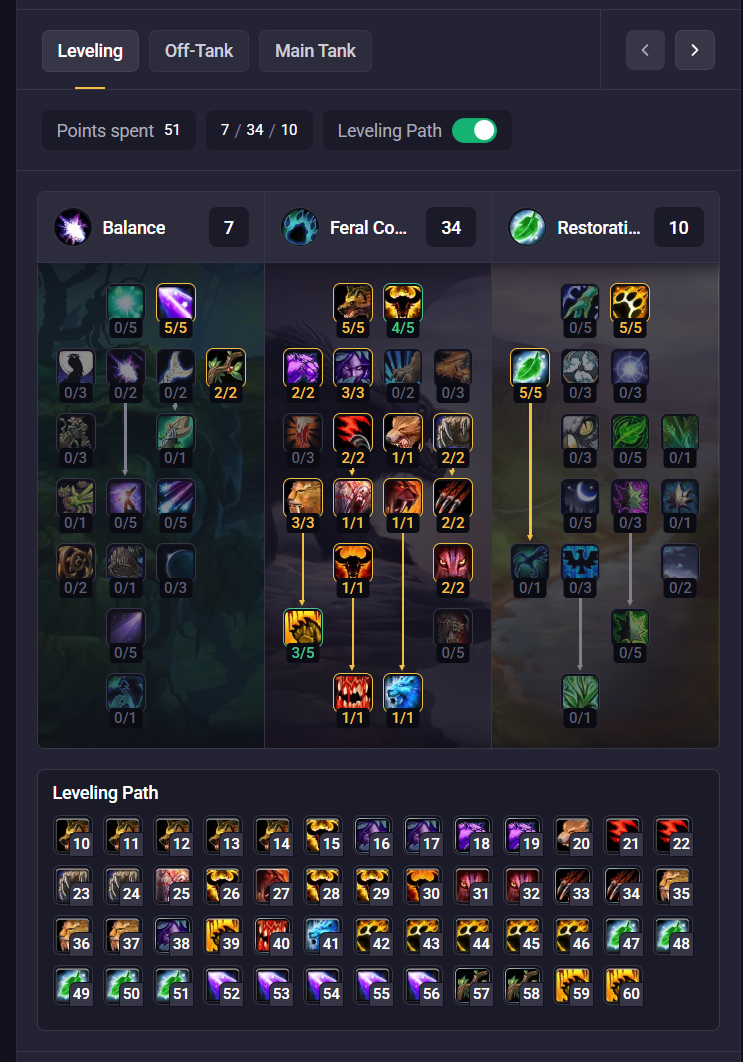 Leveling Off-Tank Main Tank
Points spent 51 7 / 34 / 10 Leveling Path
Balance 7 Feral Co... 34 Restorati... 10
0/5 5/5 5/5 4/5 0/5 5/5
0/3 0/2 0/2 2/2 2/2 3/3 0/2 0/3 5/5 0/3 0/3
0/3 0/1 0/3 2/2 1/1 2/2 0/3 0/5 0/1
0/1 0/5 0/5 3/3 1/1 1/1 2/2 0/5 0/3 0/1
0/2 0/1 0/3 1/1 2/2 0/1 0/3 0/2
0/5 3/5 0/5 0/5
0/1 1/1 1/1 0/1
Leveling Path
10 11 12 13 14 15 16 17 18 19 20 21 22
23 24 25 26 27 28 29 30 31 32 33 34 35
36 37 38 39 40 41 42 43 44 45 46 47 48
49 50 51 52 53 54 55 56 57 58 59 60